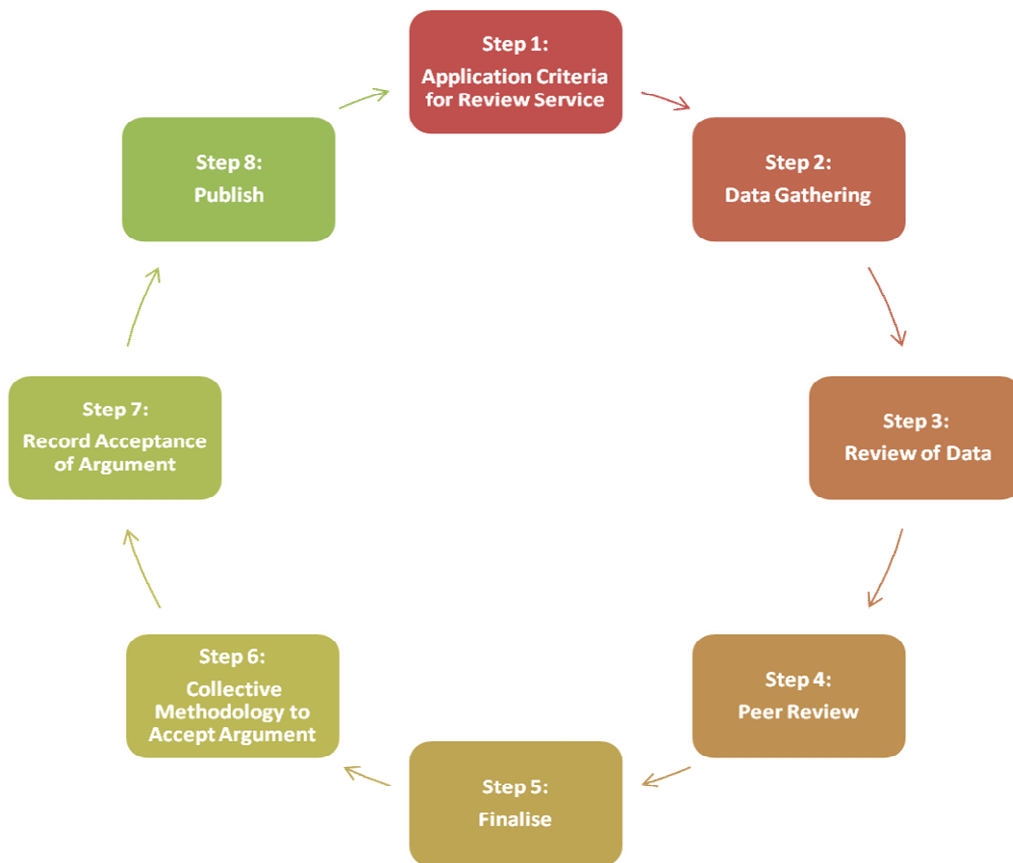 Step 1:
Application Criteria
for Review Service
Step 2:
Data Gathering
Step 3:
Review of Data
Step 4:
Peer Review
Step 5:
Finalise
Step 6:
Collective
Methodology to
Accept Argument
Step 7:
Record Acceptance
of Argument
Step 8:
Publish